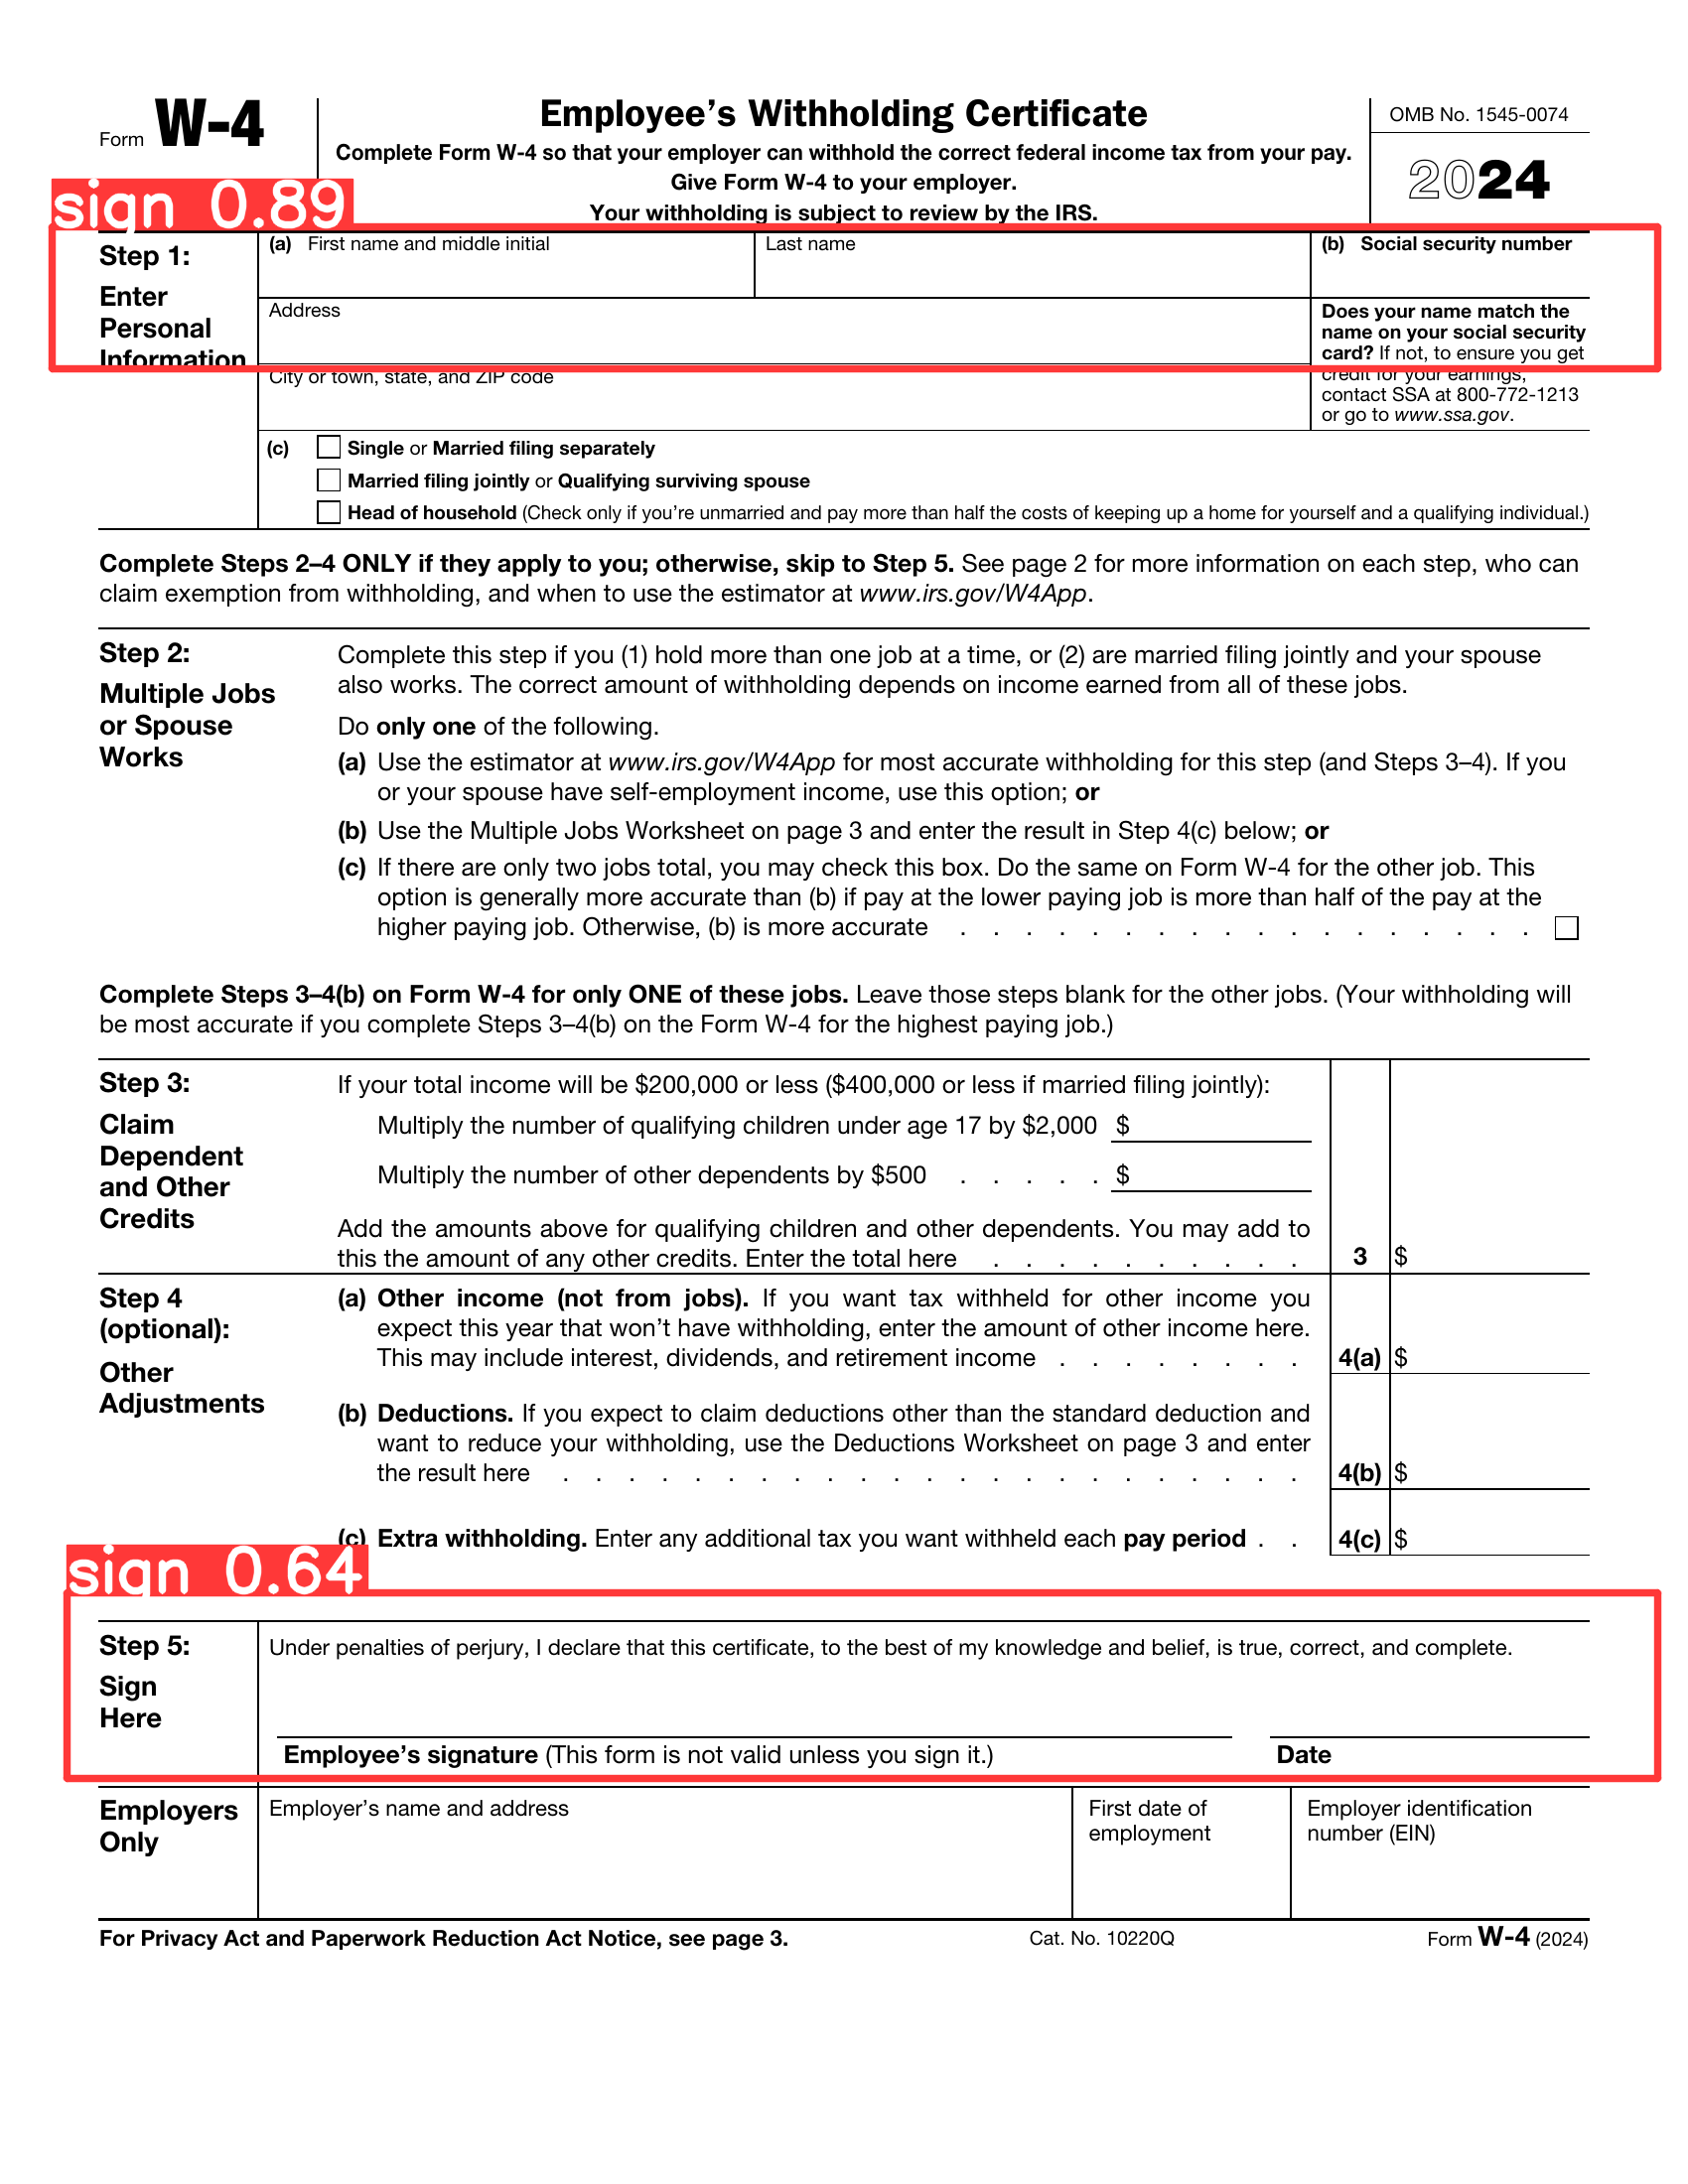 Form W-4
Employee's Withholding Certificate
Complete Form W-4 so that your employer can withhold the correct federal income tax from your pay.
Give Form W-4 to your employer.
Your withholding is subject to review by the IRS.
OMB No. 1545-0074
2024
sign 0.89
Step 1:
Enter
Personal
Information
(a) First name and middle initial
Last name
(b) Social security number
Address
Does your name match the
name on your social security
card? If not, to ensure you get
credit for your earnings,
contact SSA at 800-772-1213
or go to www.ssa.gov.
City or town, state, and ZIP code
(c) Single or Married filing separately
Married filing jointly or Qualifying surviving spouse
Head of household (Check only if you're unmarried and pay more than half the costs of keeping up a home for yourself and a qualifying individual.)
Complete Steps 2–4 ONLY if they apply to you; otherwise, skip to Step 5. See page 2 for more information on each step, who can
claim exemption from withholding, and when to use the estimator at www.irs.gov/W4App.
Step 2:
Multiple Jobs
or Spouse
Works
Complete this step if you (1) hold more than one job at a time, or (2) are married filing jointly and your spouse
also works. The correct amount of withholding depends on income earned from all of these jobs.
Do only one of the following.
(a) Use the estimator at www.irs.gov/W4App for most accurate withholding for this step (and Steps 3–4). If you
or your spouse have self-employment income, use this option; or
(b) Use the Multiple Jobs Worksheet on page 3 and enter the result in Step 4(c) below; or
(c) If there are only two jobs total, you may check this box. Do the same on Form W-4 for the other job. This
option is generally more accurate than (b) if pay at the lower paying job is more than half of the pay at the
higher paying job. Otherwise, (b) is more accurate . . . . . . . . . . . . . . . . . .
Complete Steps 3–4(b) on Form W-4 for only ONE of these jobs. Leave those steps blank for the other jobs. (Your withholding will
be most accurate if you complete Steps 3–4(b) on the Form W-4 for the highest paying job.)
Step 3:
Claim
Dependent
and Other
Credits
If your total income will be $200,000 or less ($400,000 or less if married filing jointly):
Multiply the number of qualifying children under age 17 by $2,000 $
Multiply the number of other dependents by $500 . . . . . $
Add the amounts above for qualifying children and other dependents. You may add to
this the amount of any other credits. Enter the total here . . . . . . . . . . 3 $
Step 4
(optional):
Other
Adjustments
(a) Other income (not from jobs). If you want tax withheld for other income you
expect this year that won't have withholding, enter the amount of other income here.
This may include interest, dividends, and retirement income . . . . . . . . 4(a) $
(b) Deductions. If you expect to claim deductions other than the standard deduction and
want to reduce your withholding, use the Deductions Worksheet on page 3 and enter
the result here . . . . . . . . . . . . . . . . . . . . . . . 4(b) $
(c) Extra withholding. Enter any additional tax you want withheld each pay period . . 4(c) $
sign 0.64
Step 5:
Sign
Here
Under penalties of perjury, I declare that this certificate, to the best of my knowledge and belief, is true, correct, and complete.
Employee's signature (This form is not valid unless you sign it.)
Date
Employers
Only
Employer's name and address
First date of
employment
Employer identification
number (EIN)
For Privacy Act and Paperwork Reduction Act Notice, see page 3.
Cat. No. 10220Q
Form W-4 (2024)